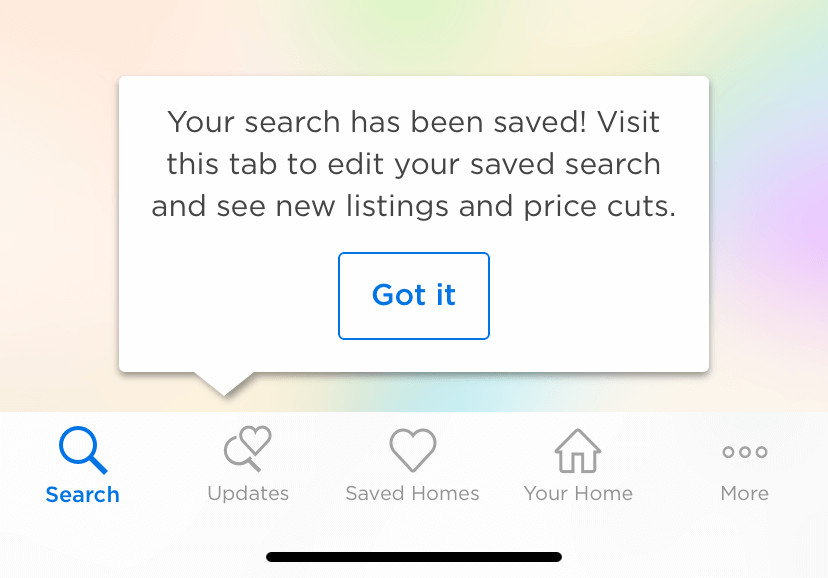 Your search has been saved! Visit
this tab to edit your saved search
and see new listings and price cuts.
Got it
Search Updates Saved Homes Your Home More